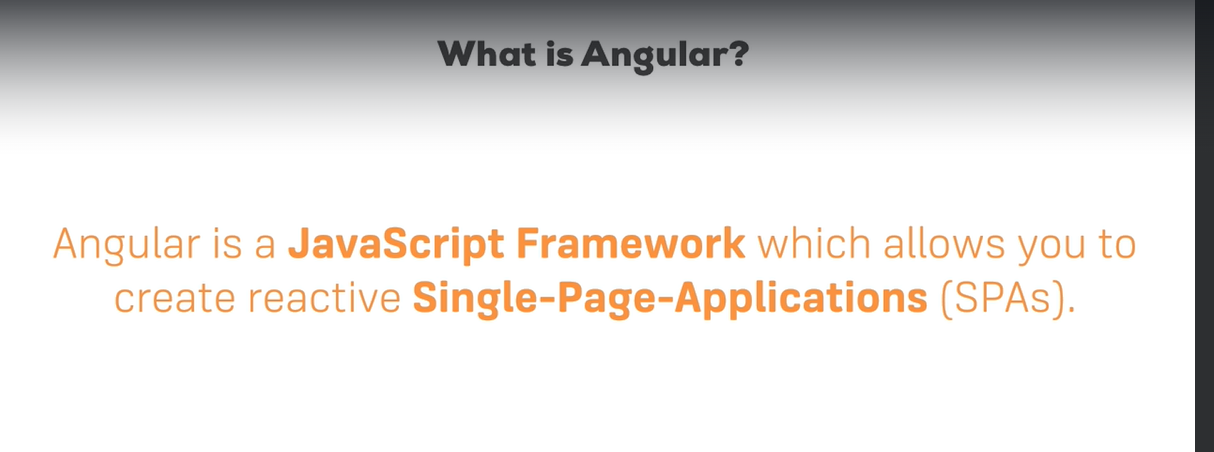 What is Angular?
Angular is a JavaScript Framework which allows you to
create reactive Single-Page-Applications (SPAs).